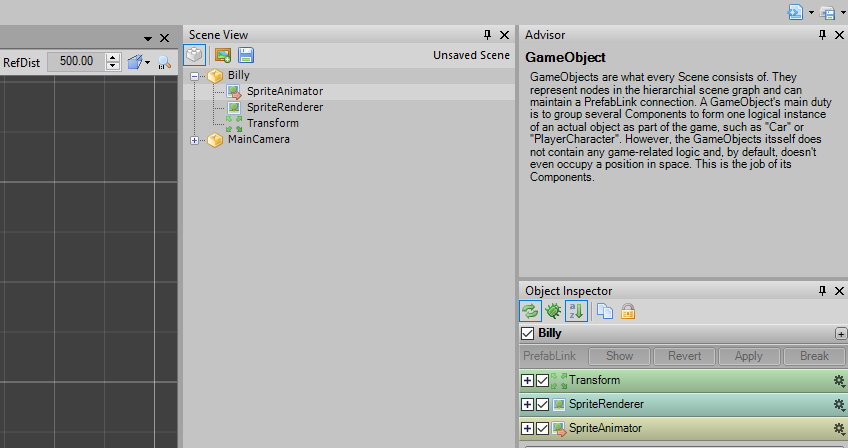 RefDist 500.00
Scene View
Unsaved Scene
Billy
SpriteAnimator
SpriteRenderer
Transform
MainCamera
Advisor
GameObject
GameObjects are what every Scene consists of. They
represent nodes in the hierarchial scene graph and can
maintain a PrefabLink connection. A GameObject's main duty
is to group several Components to form one logical instance
of an actual object as part of the game, such as "Car" or
"PlayerCharacter". However, the GameObjects itsself does
not contain any game-related logic and, by default, doesn't
even occupy a position in space. This is the job of its
Components.
Object Inspector
Billy
PrefabLink Show Revert Apply Break
Transform
SpriteRenderer
SpriteAnimator